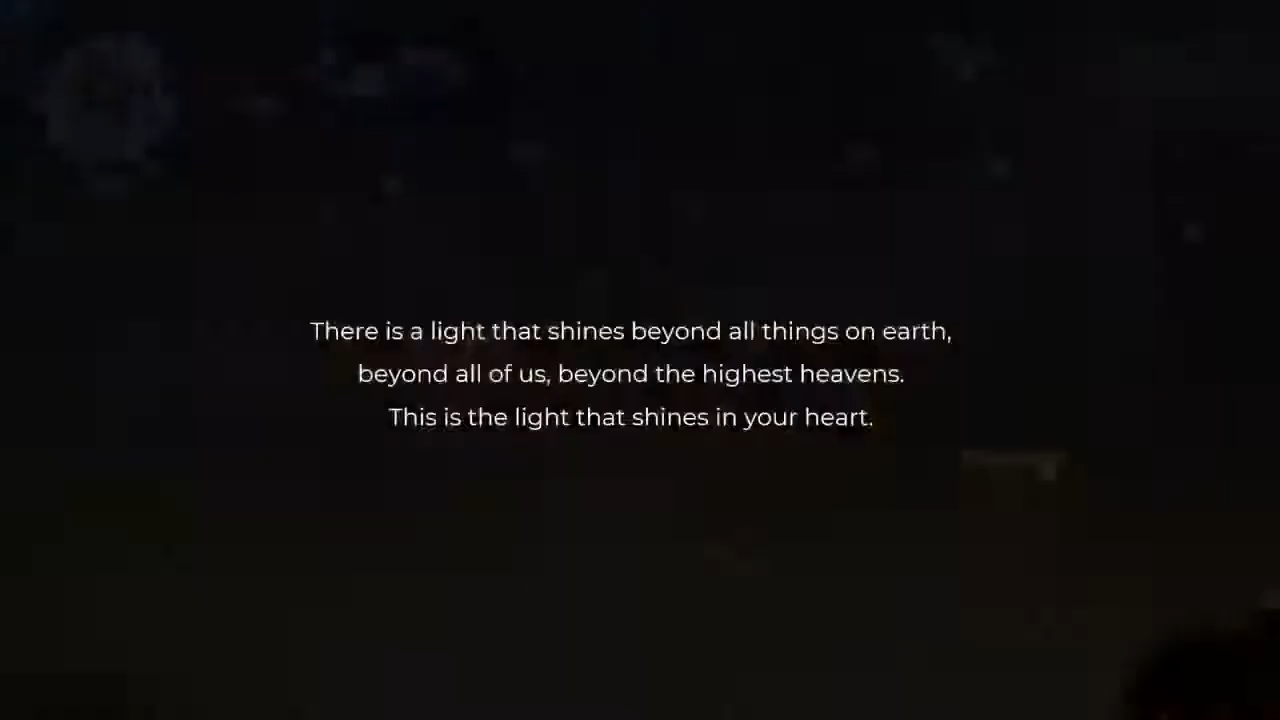 There is a light that shines beyond all things on earth,
beyond all of us, beyond the highest heavens.
This is the light that shines in your heart.